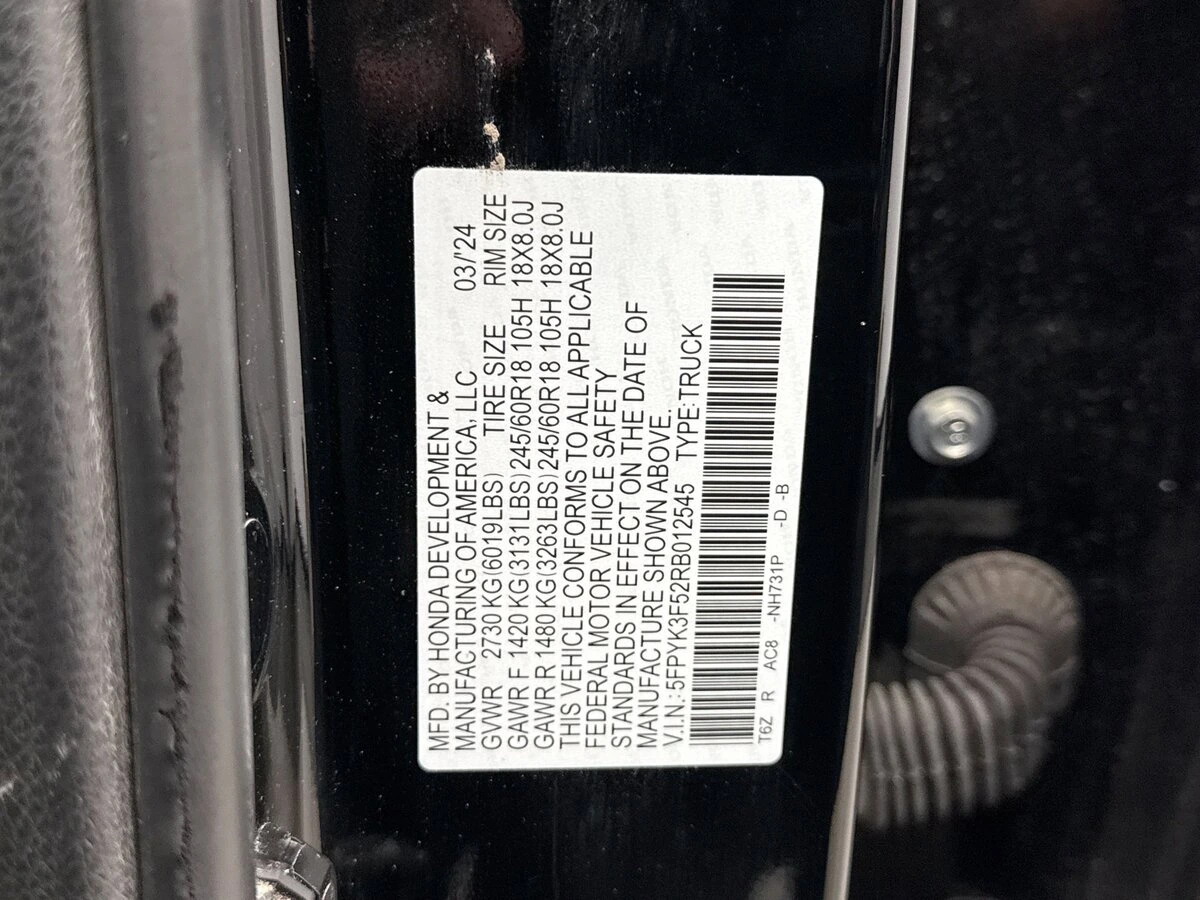 MFD. BY HONDA DEVELOPMENT &
MANUFACTURING OF AMERICA, LLC 03/'24
GVWR 2730 KG(6019LBS) TIRE SIZE RIM SIZE
GAWR F 1420 KG(3131LBS) 245/60R18 105H 18X8.0J
GAWR R 1480 KG(3263LBS) 245/60R18 105H 18X8.0J
THIS VEHICLE CONFORMS TO ALL APPLICABLE
FEDERAL MOTOR VEHICLE SAFETY
STANDARDS IN EFFECT ON THE DATE OF
MANUFACTURE SHOWN ABOVE.
V.I.N.: 5FPYK3F52RB012545 TYPE:TRUCK
T6Z R AC8 -NH731P -D -B